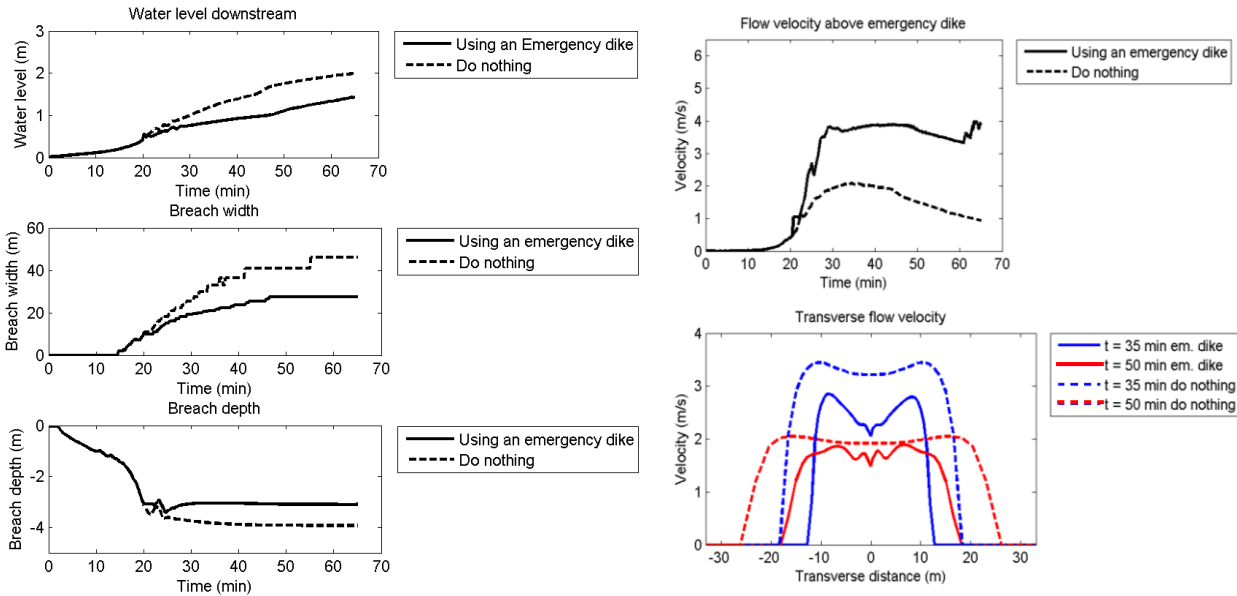 Water level downstream
3
2
1
0
Water level (m)
0 10 20 30 40 50 60 70
Time (min)
Using an Emergency dike
Do nothing
Breach width
60
40
20
0
Breach width (m)
0 10 20 30 40 50 60 70
Time (min)
Using an emergency dike
Do nothing
Breach depth
0
-2
-4
Breach depth (m)
0 10 20 30 40 50 60 70
Time (min)
Using an emergency dike
Do nothing
Flow velocity above emergency dike
6
5
4
3
2
1
0
Velocity (m/s)
0 10 20 30 40 50 60 70
Time (min)
Using an emergency dike
Do nothing
Transverse flow velocity
4
3
2
1
0
Velocity (m/s)
-30 -20 -10 0 10 20 30
Transverse distance (m)
t = 35 min em. dike
t = 50 min em. dike
t = 35 min do nothing
t = 50 min do nothing